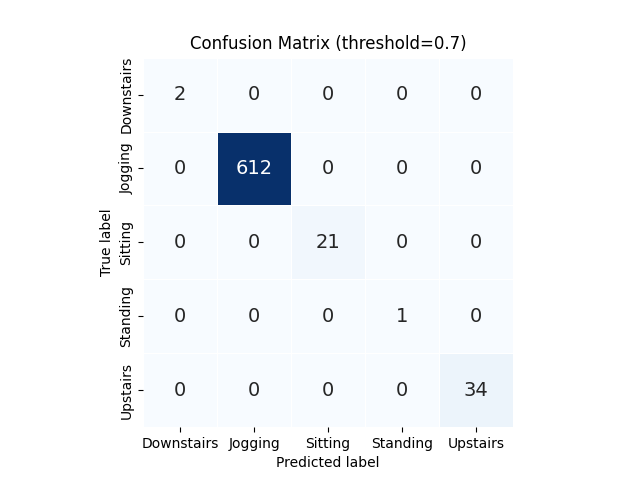 Confusion Matrix (threshold=0.7)
True label
Downstairs 2 0 0 0 0
Jogging 0 612 0 0 0
Sitting 0 0 21 0 0
Standing 0 0 0 1 0
Upstairs 0 0 0 0 34
Downstairs Jogging Sitting Standing Upstairs
Predicted label